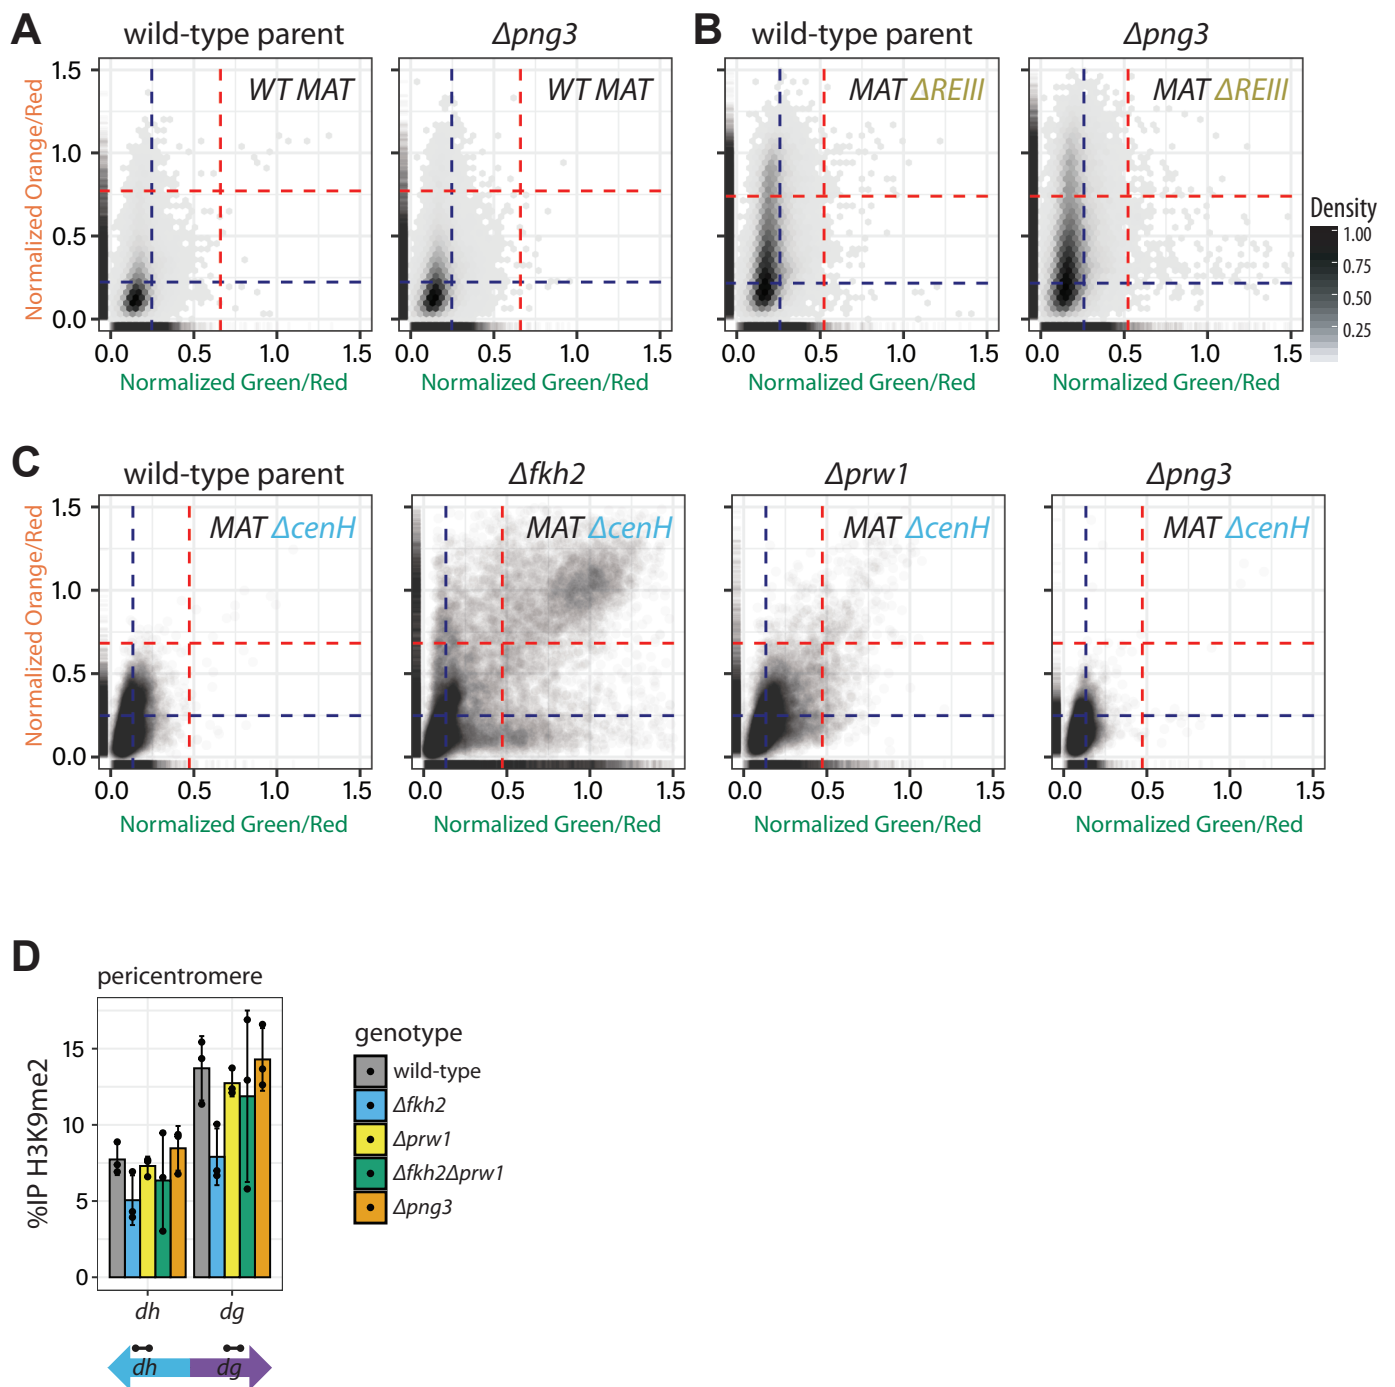 A
wild-type parent
Δpng3
B
wild-type parent
Δpng3
Normalized Orange/Red
1.5
1.0
0.5
0.0
WT MAT
WT MAT
MAT ΔREIII
MAT ΔREIII
Density
1.00
0.75
0.50
0.25
0.0 0.5 1.0 1.5
0.0 0.5 1.0 1.5
0.0 0.5 1.0 1.5
0.0 0.5 1.0 1.5
Normalized Green/Red
Normalized Green/Red
Normalized Green/Red
Normalized Green/Red
C
wild-type parent
Δfkh2
Δprw1
Δpng3
Normalized Orange/Red
1.5
1.0
0.5
0.0
MAT ΔcenH
MAT ΔcenH
MAT ΔcenH
MAT ΔcenH
0.0 0.5 1.0 1.5
0.0 0.5 1.0 1.5
0.0 0.5 1.0 1.5
0.0 0.5 1.0 1.5
Normalized Green/Red
Normalized Green/Red
Normalized Green/Red
Normalized Green/Red
D
pericentromere
%IP H3K9me2
15
10
5
0
dh
dg
dh
dg
genotype
wild-type
Δfkh2
Δprw1
Δfkh2Δprw1
Δpng3